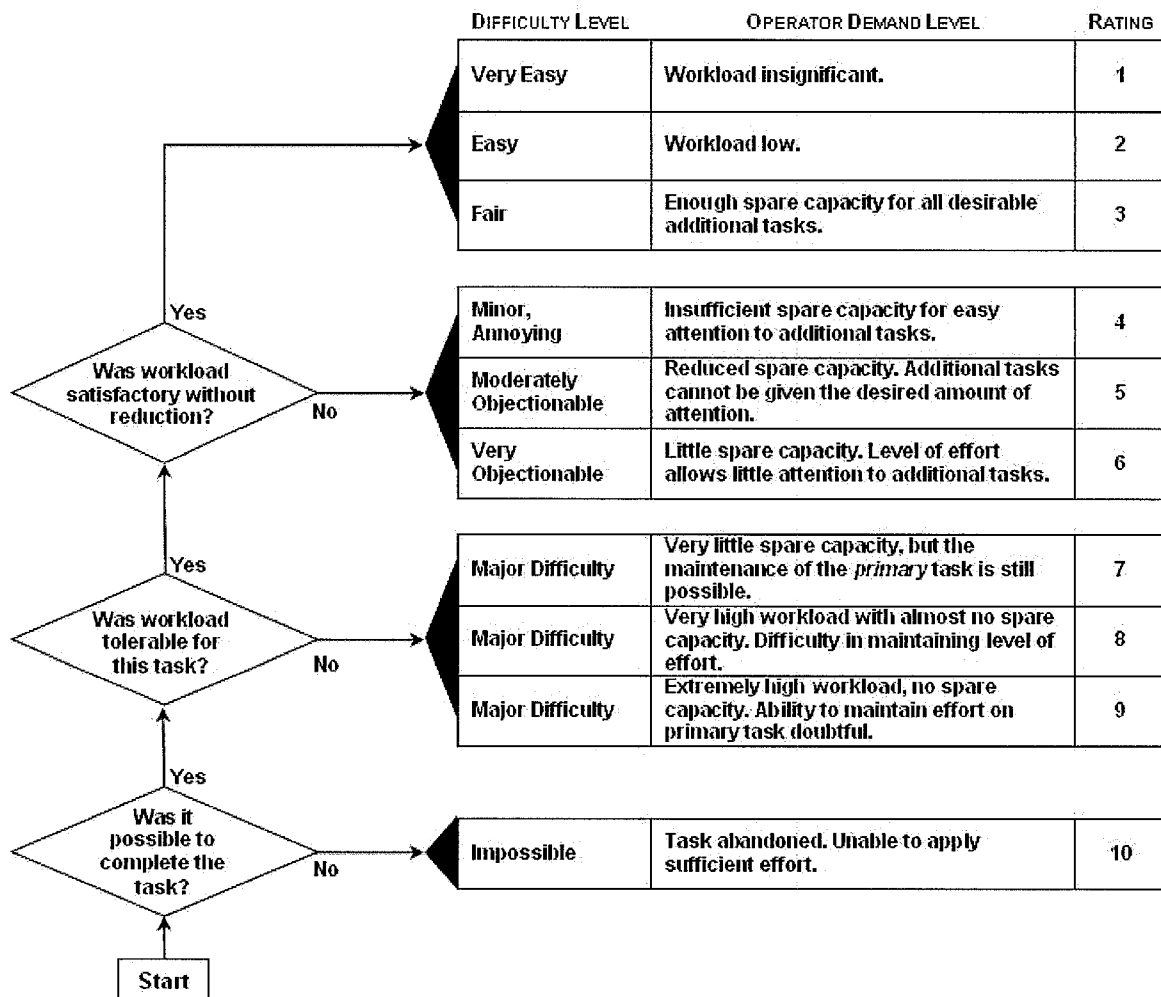 DIFFICULTY LEVEL OPERATOR DEMAND LEVEL RATING
Very Easy Workload insignificant. 1
Easy Workload low. 2
Fair Enough spare capacity for all desirable
additional tasks. 3
Yes
Was workload
satisfactory without
reduction?
No
Minor,
Annoying
Insufficient spare capacity for easy
attention to additional tasks.
4
Moderately
Objectionable
Reduced spare capacity. Additional tasks
cannot be given the desired amount of
attention.
5
Very
Objectionable
Little spare capacity. Level of effort
allows little attention to additional tasks.
6
Yes
Was workload
tolerable for
this task?
No
Major Difficulty
Very little spare capacity, but the
maintenance of the primary task is still
possible.
7
Major Difficulty
Very high workload with almost no spare
capacity. Difficulty in maintaining level of
effort.
8
Major Difficulty
Extremely high workload, no spare
capacity. Ability to maintain effort on
primary task doubtful.
9
Yes
Was it
possible to
complete the
task?
No
Impossible
Task abandoned. Unable to apply
sufficient effort.
10
Start